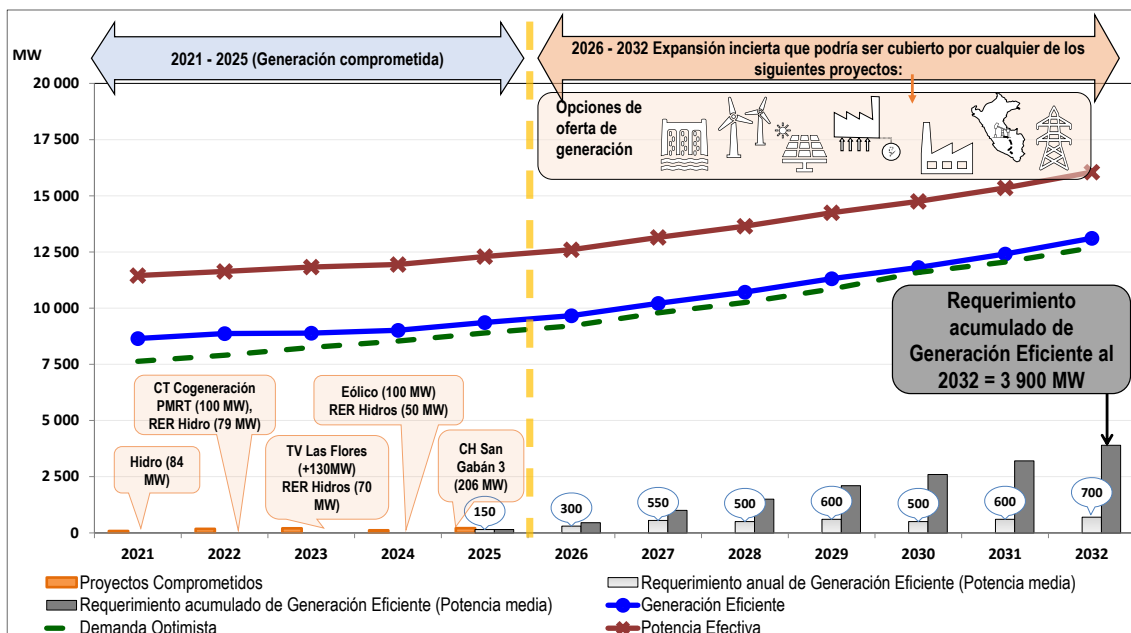 MW
2021 - 2025 (Generación comprometida)
2026 - 2032 Expansión incierta que podría ser cubierto por cualquier de los
siguientes proyectos:
Opciones de
oferta de
generación
20 000
17 500
15 000
12 500
10 000
7 500
5 000
2 500
0
Requerimiento
acumulado de
Generación Eficiente al
2032 = 3 900 MW
Hidro (84
MW)
CT Cogeneración
PMRT (100 MW),
RER Hidro (79 MW)
TV Las Flores
(+130MW)
RER Hidros (70
MW)
Eólico (100 MW)
RER Hidros (50 MW)
CH San
Gabán 3
(206 MW)
150
300
550
500
600
500
600
700
2021
2022
2023
2024
2025
2026
2027
2028
2029
2030
2031
2032
Proyectos Comprometidos
Requerimiento anual de Generación Eficiente (Potencia media)
Requerimiento acumulado de Generación Eficiente (Potencia media)
Generación Eficiente
Demanda Optimista
Potencia Efectiva